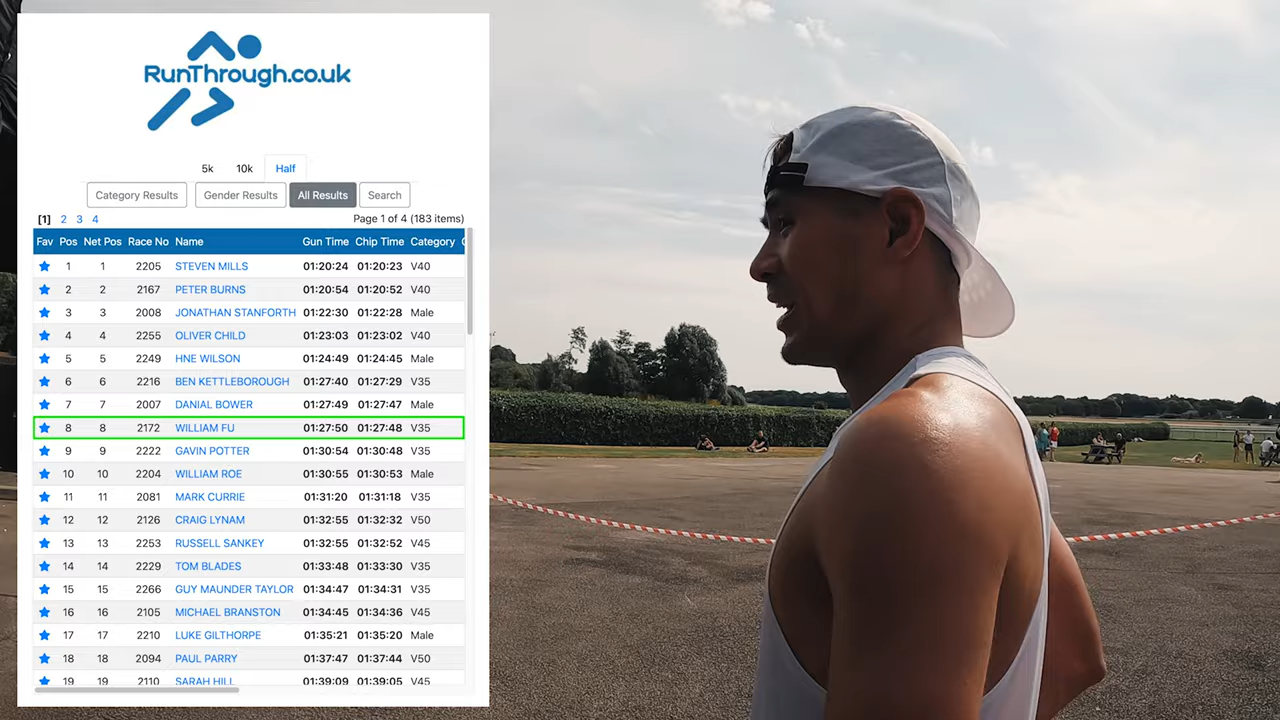 RunThrough.co.uk
5k 10k Half
Category Results Gender Results All Results Search
[1] 2 3 4 Page 1 of 4 (183 items)
Fav Pos Net Pos Race No Name Gun Time Chip Time Category
1 1 2205 STEVEN MILLS 01:20:24 01:20:23 V40
2 2 2167 PETER BURNS 01:20:54 01:20:52 V40
3 3 2008 JONATHAN STANFORTH 01:22:30 01:22:28 Male
4 4 2255 OLIVER CHILD 01:23:03 01:23:02 V40
5 5 2249 HNE WILSON 01:24:49 01:24:45 Male
6 6 2216 BEN KETTLEBOROUGH 01:27:40 01:27:29 V35
7 7 2007 DANIAL BOWER 01:27:49 01:27:47 Male
8 8 2172 WILLIAM FU 01:27:50 01:27:48 V35
9 9 2222 GAVIN POTTER 01:30:54 01:30:48 V35
10 10 2204 WILLIAM ROE 01:30:55 01:30:53 Male
11 11 2081 MARK CURRIE 01:31:20 01:31:18 V35
12 12 2126 CRAIG LYNAM 01:32:55 01:32:32 V50
13 13 2253 RUSSELL SANKEY 01:32:55 01:32:52 V45
14 14 2229 TOM BLADES 01:33:48 01:33:30 V35
15 15 2266 GUY MAUNDER TAYLOR 01:34:47 01:34:31 V35
16 16 2105 MICHAEL BRANSTON 01:34:45 01:34:36 V45
17 17 2210 LUKE GILTHORPE 01:35:21 01:35:20 Male
18 18 2094 PAUL PARRY 01:37:47 01:37:44 V50
19 19 2110 SARAH HILL 01:39:09 01:39:05 V45